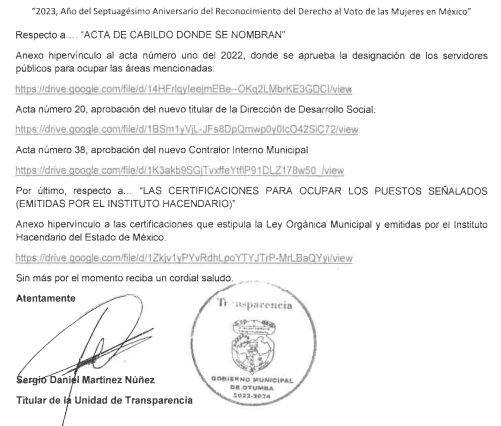 "2023, Año del Septuagésimo Aniversario del Reconocimiento del Derecho al Voto de las Mujeres en México"
Respecto a…. "ACTA DE CABILDO DONDE SE NOMBRAN"
Anexo hipervínculo al acta número uno del 2022, donde se aprueba la designación de los servidores
públicos para ocupar las áreas mencionadas:
https://drive.google.com/file/d/14HFrlqyIeejmEBe--OKq2LMbrKE3GDCI/view
Acta número 20, aprobación del nuevo titular de la Dirección de Desarrollo Social:
https://drive.google.com/file/d/1BSm1yVjL-JFs8DpQmwp0y0IcO42SiC72/view
Acta número 38, aprobación del nuevo Contralor Interno Municipal
https://drive.google.com/file/d/1K3akb9SGjTvxffeYtflP91DLZ178w50_/view
Por último, respecto a… "LAS CERTIFICACIONES PARA OCUPAR LOS PUESTOS SEÑALADOS
(EMITIDAS POR EL INSTITUTO HACENDARIO)"
Anexo hipervínculo a las certificaciones que estipula la Ley Orgánica Municipal y emitidas por el Instituto
Hacendario del Estado de México.
https://drive.google.com/file/d/1Zkjv1yPYvRdhLpoYTYJTrP-MrLBaQYyi/view
Sin más por el momento reciba un cordial saludo.
Atentamente
Transparencia
GOBIERNO MUNICIPAL
DE OTUMBA
2022-2024
Sergio Daniel Martínez Núñez
Titular de la Unidad de Transparencia